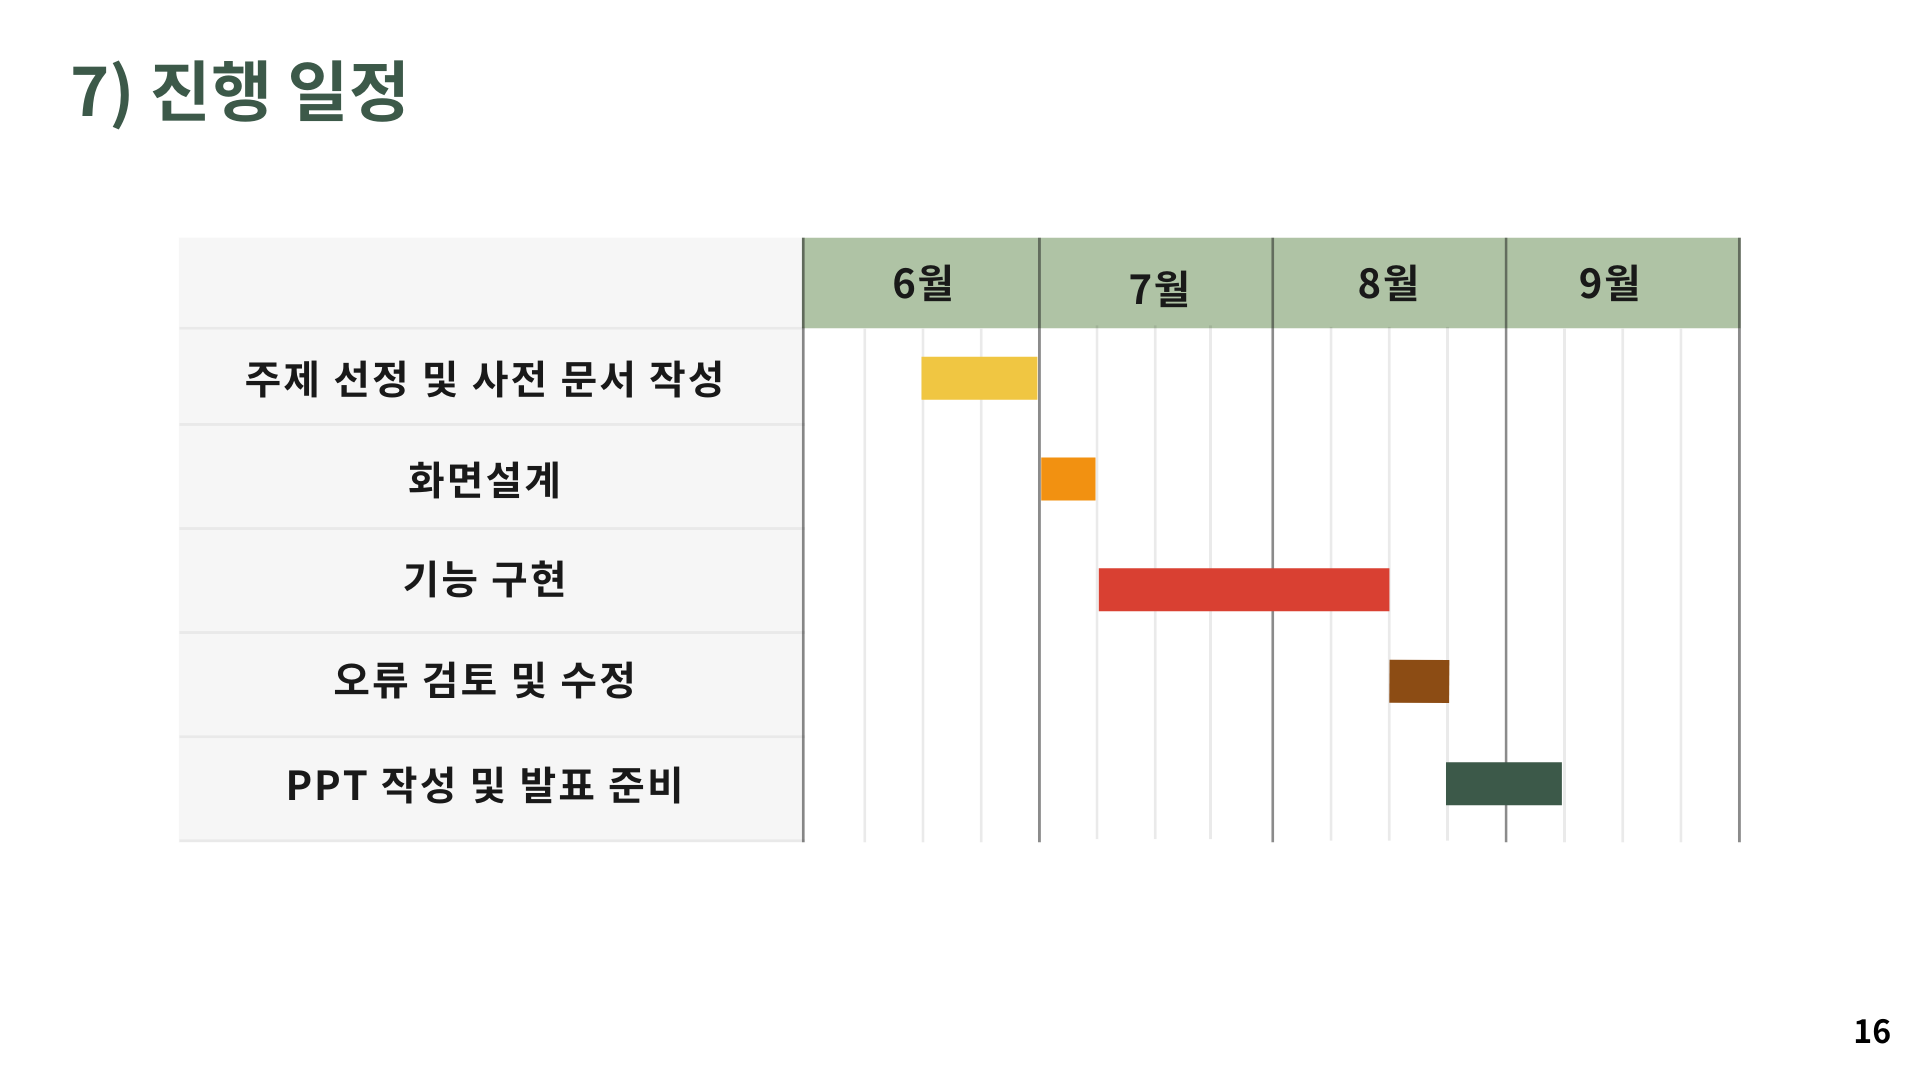 7) 진행 일정
6월 7월 8월 9월
주제 선정 및 사전 문서 작성
화면설계
기능 구현
오류 검토 및 수정
PPT 작성 및 발표 준비
16